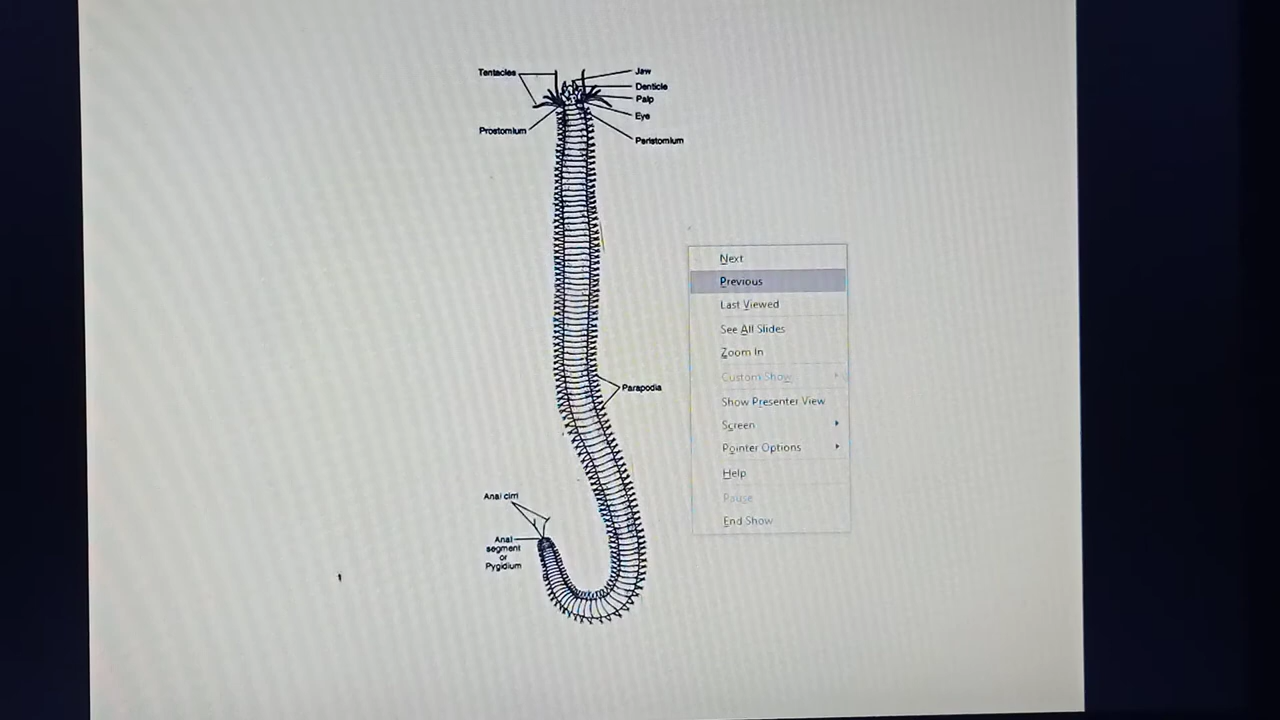 Tentacles
Jaw
Denticle
Palp
Eye
Prostomium
Peristomium
Next
Previous
Last Viewed
See All Slides
Zoom In
Custom Show
Parapodia
Show Presenter View
Screen
Pointer Options
Help
Anal cirri
Pause
End Show
Anal
segment
or
Pygidium